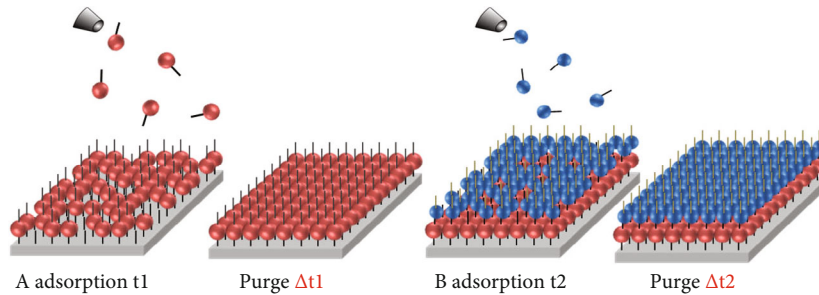 A adsorption t1
Purge Δt1
B adsorption t2
Purge Δt2